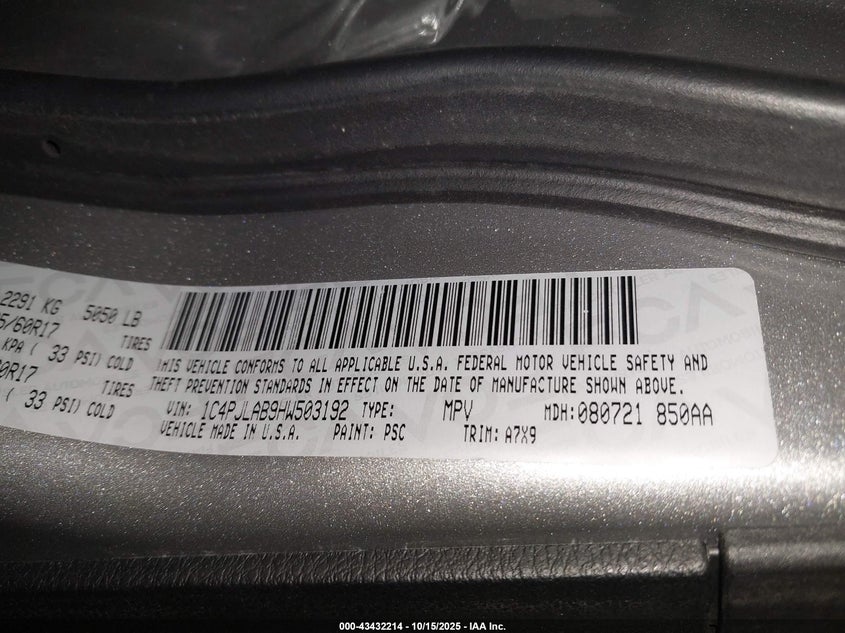 2291 KG 5050 LB
5/60R17 TIRES
KPA ( 33 PSI) COLD
0R17 TIRES
( 33 PSI) COLD
THIS VEHICLE CONFORMS TO ALL APPLICABLE U.S.A. FEDERAL MOTOR VEHICLE SAFETY AND
THEFT PREVENTION STANDARDS IN EFFECT ON THE DATE OF MANUFACTURE SHOWN ABOVE.
VIN: 1C4PJLAB9HW503192 TYPE: MPV MDH:080721 850AA
VEHICLE MADE IN U.S.A. PAINT: PSC TRIM: A7X9
000-43432214 - 10/15/2025 - IAA Inc.